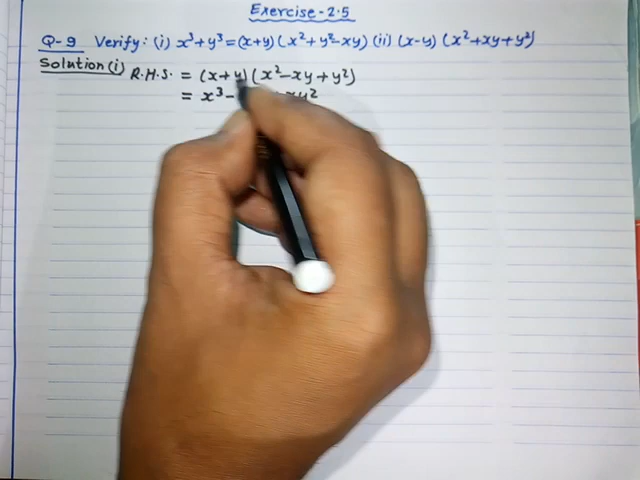 Exercise-2.5
Q-9 Verify: (i) x³+y³=(x+y)(x²+y²-xy) (ii) (x-y) (x²+xy+y²)
Solution(i) R.H.S. = (x+y)(x²-xy+y²)
= x³- xy²